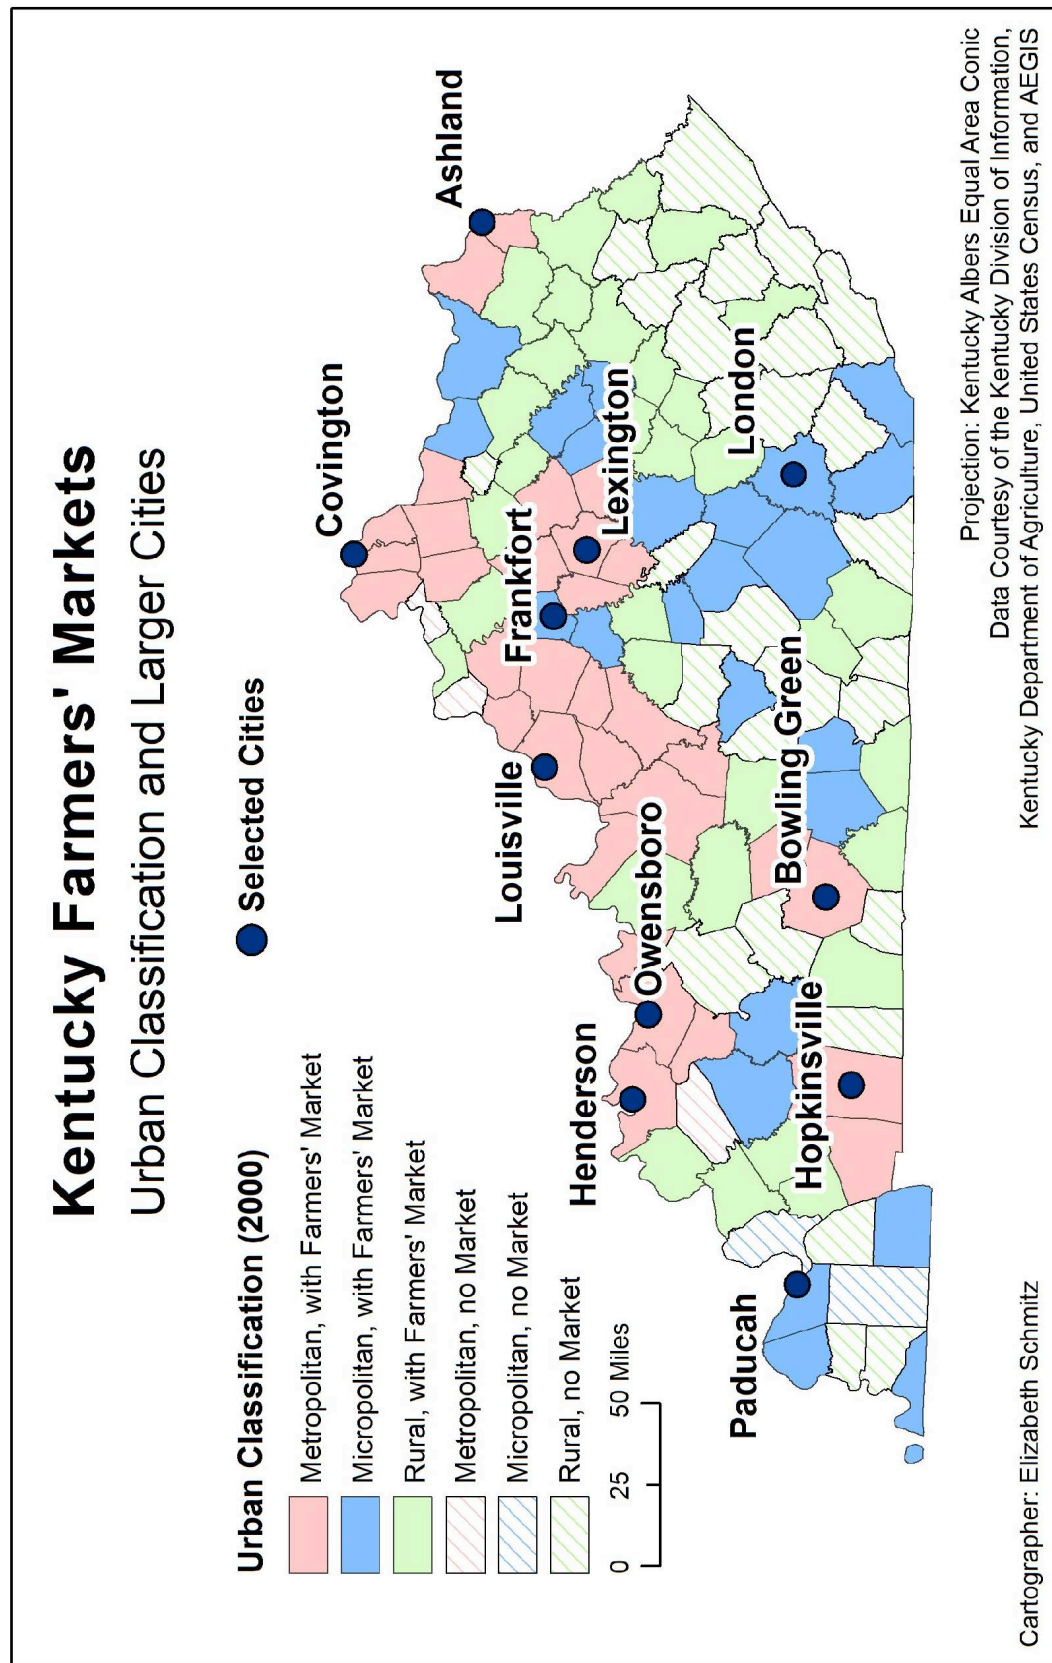 Kentucky Farmers' Markets
Urban Classification and Larger Cities
Urban Classification (2000)
Metropolitan, with Farmers' Market
Micropolitan, with Farmers' Market
Rural, with Farmers' Market
Metropolitan, no Market
Micropolitan, no Market
Rural, no Market
0 25 50 Miles
Selected Cities
Covington
Ashland
Louisville
Frankfort
Lexington
Henderson
Owensboro
London
Paducah
Hopkinsville
Bowling Green
Cartographer: Elizabeth Schmitz
Projection: Kentucky Albers Equal Area Conic
Data Courtesy of the Kentucky Division of Information,
Kentucky Department of Agriculture, United States Census, and AEGIS